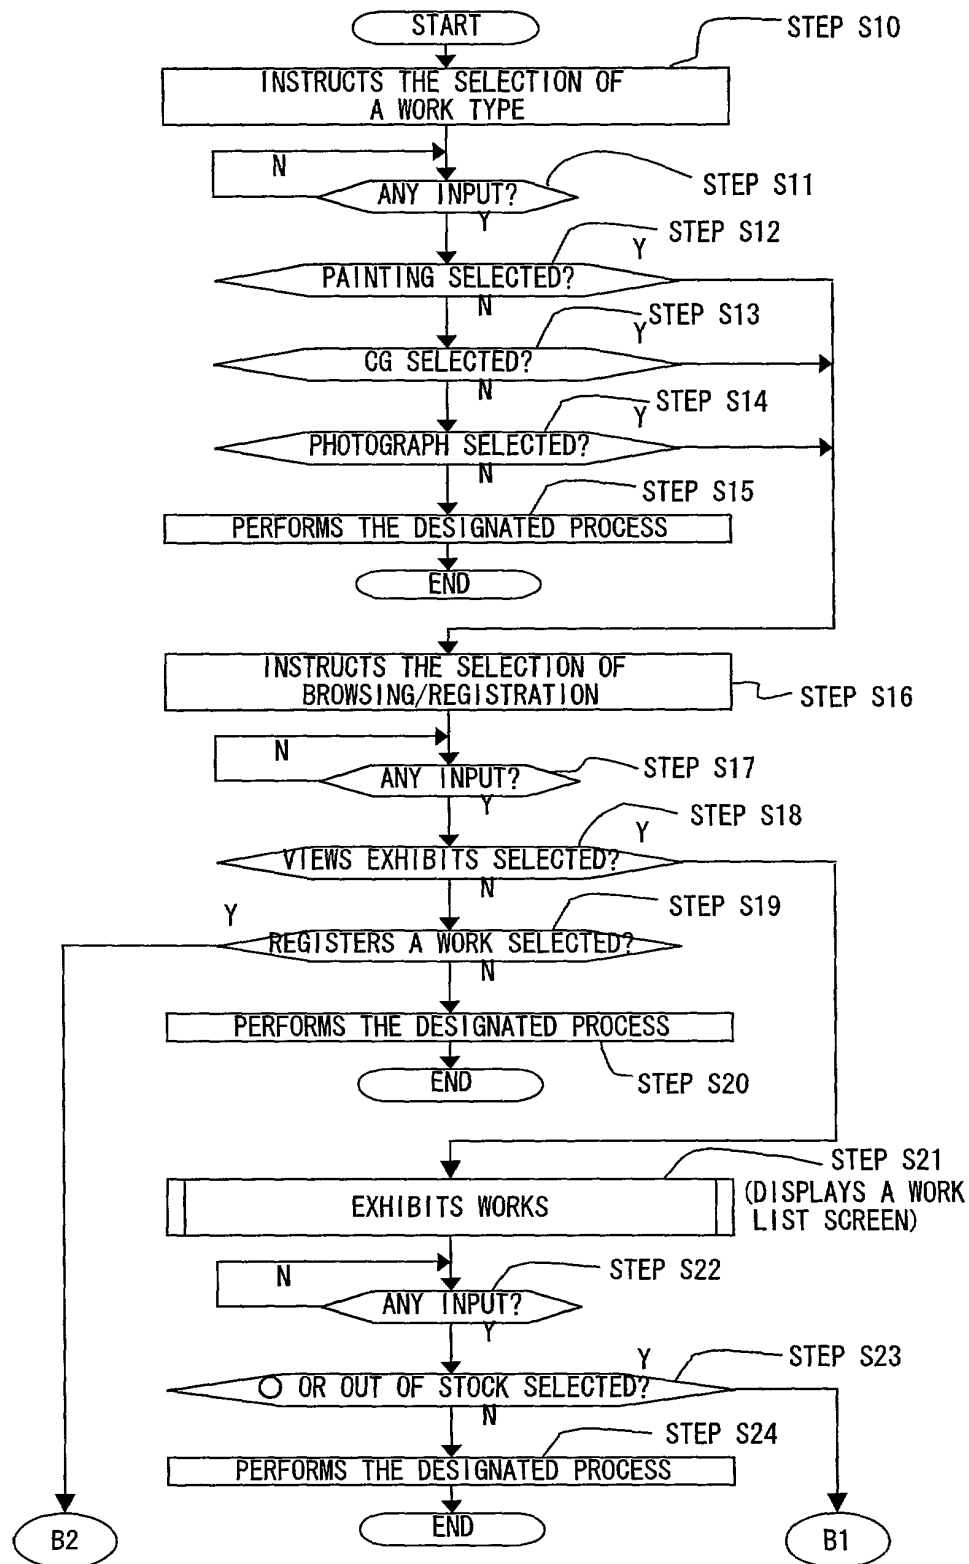 START
STEP S10
INSTRUCTS THE SELECTION OF
A WORK TYPE
N
ANY INPUT?
STEP S11
Y
STEP S12
Y
PAINTING SELECTED?
N
STEP S13
Y
CG SELECTED?
N
STEP S14
Y
PHOTOGRAPH SELECTED?
N
STEP S15
PERFORMS THE DESIGNATED PROCESS
END
INSTRUCTS THE SELECTION OF
BROWSING/REGISTRATION
STEP S16
N
ANY INPUT?
STEP S17
Y
STEP S18
Y
VIEWS EXHIBITS SELECTED?
N
STEP S19
Y
REGISTERS A WORK SELECTED?
N
PERFORMS THE DESIGNATED PROCESS
END
STEP S20
STEP S21
(DISPLAYS A WORK
LIST SCREEN)
EXHIBITS WORKS
N
STEP S22
ANY INPUT?
Y
Y
STEP S23
○ OR OUT OF STOCK SELECTED?
N
STEP S24
PERFORMS THE DESIGNATED PROCESS
END
B2
B1